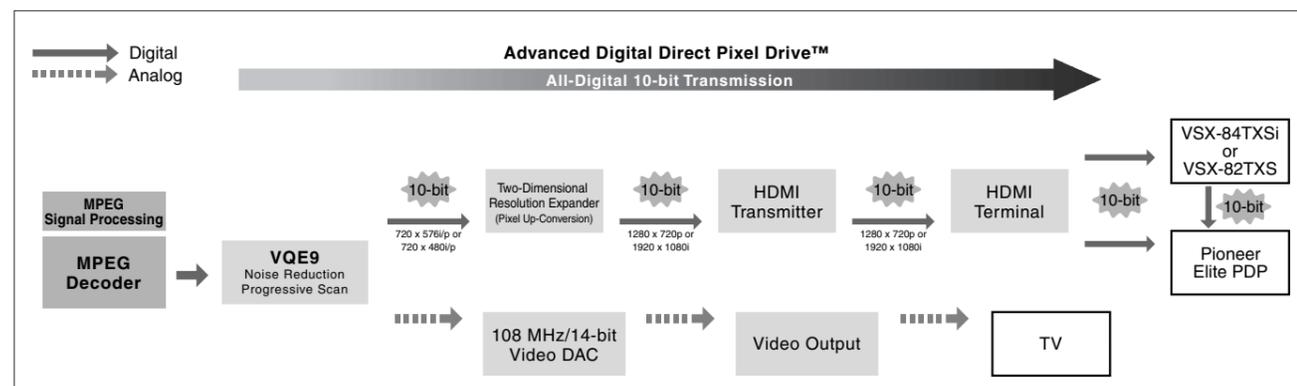 Digital
Analog
Advanced Digital Direct Pixel Drive™
All-Digital 10-bit Transmission
MPEG
Signal Processing
MPEG
Decoder
VQE9
Noise Reduction
Progressive Scan
10-bit
720 x 576i/p or
720 x 480i/p
Two-Dimensional
Resolution Expander
(Pixel Up-Conversion)
10-bit
1280 x 720p or
1920 x 1080i
HDMI
Transmitter
10-bit
1280 x 720p or
1920 x 1080i
HDMI
Terminal
10-bit
VSX-84TXSi
or
VSX-82TXS
10-bit
Pioneer
Elite PDP
108 MHz/14-bit
Video DAC
Video Output
TV